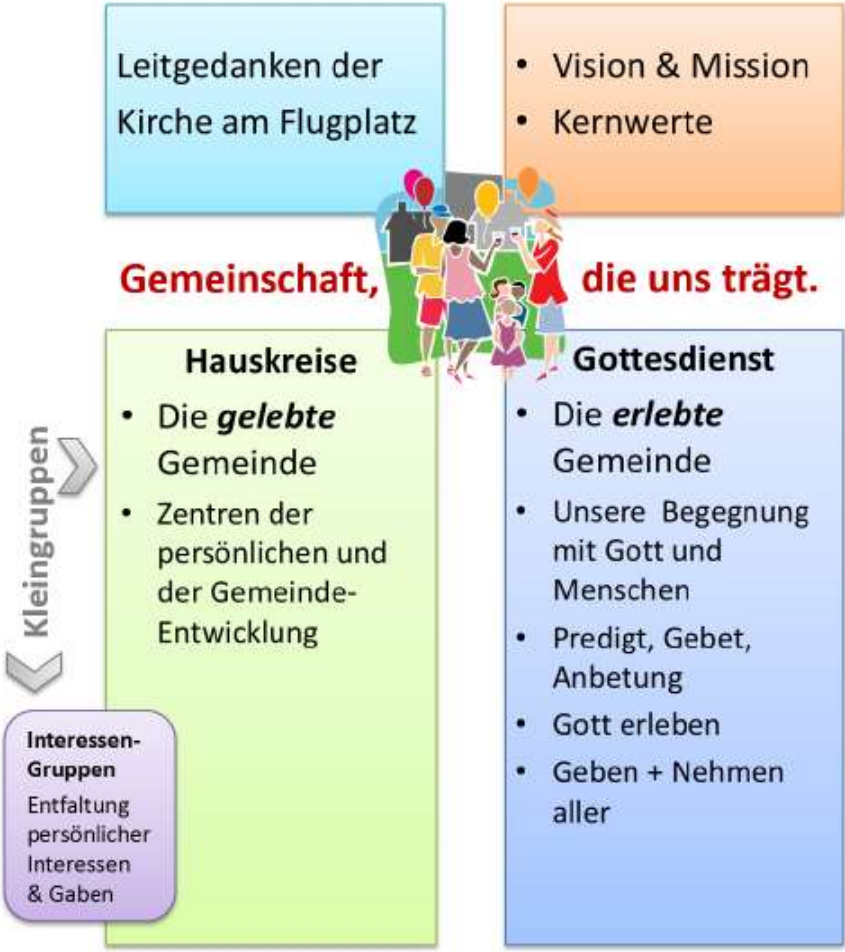 Leitgedanken der
Kirche am Flugplatz
• Vision & Mission
• Kernwerte
Gemeinschaft, die uns trägt.
Kleingruppen
Hauskreise
• Die gelebte
Gemeinde
• Zentren der
persönlichen und
der Gemeinde-
Entwicklung
Interessen-
Gruppen
Entfaltung
persönlicher
Interessen
& Gaben
Gottesdienst
• Die erlebte
Gemeinde
• Unsere Begegnung
mit Gott und
Menschen
• Predigt, Gebet,
Anbetung
• Gott erleben
• Geben + Nehmen
aller